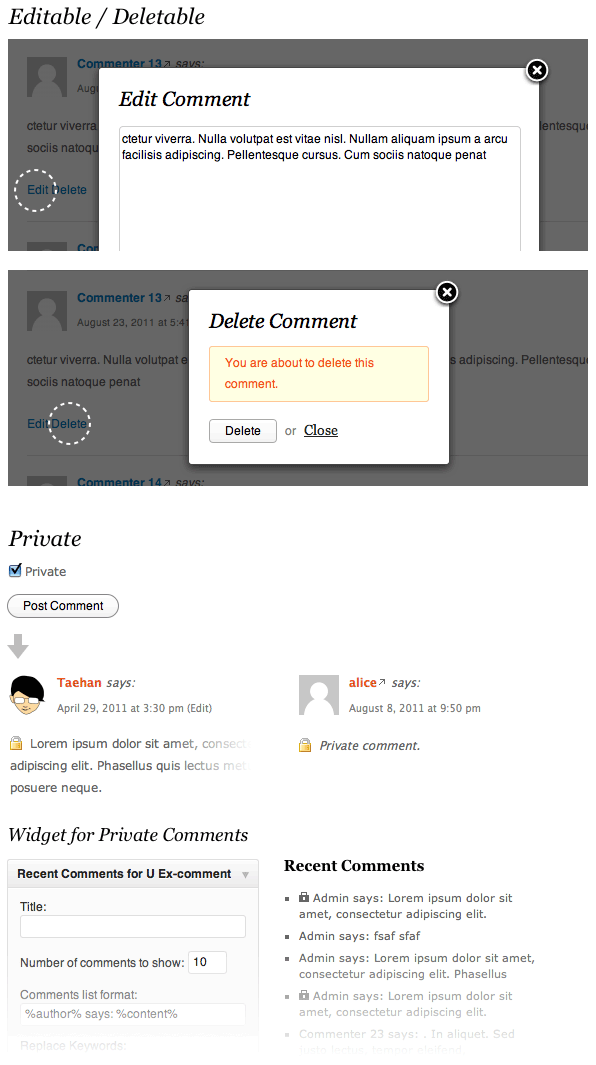 Editable / Deletable
Commenter 13 says:
Edit Comment
ctetur viverra. Nulla volutpat est vitae nisl. Nullam aliquam ipsum a arcu
facilisis adipiscing. Pellentesque cursus. Cum sociis natoque penat
sociis natoqu
Edit Delete
Commenter 13
August 23, 2011 at 5:41
Delete Comment
ctetur viverra. Nulla volutpat e
s adipiscing. Pellentesque
sociis natoque penat
You are about to delete this
comment.
Edit Delete
Delete or Close
Commenter 14 says:
Private
Private
Post Comment
Taehan says:
April 29, 2011 at 3:30 pm (Edit)
Lorem ipsum dolor sit amet, consect
adipiscing elit. Phasellus quis lectus met
posuere neque.
alice says:
August 8, 2011 at 9:50 pm
Private comment.
Widget for Private Comments
Recent Comments for U Ex-comment
Title:
Number of comments to show: 10
Comments list format:
%author% says: %content%
Replace Keywords:
Recent Comments
Admin says: Lorem ipsum dolor sit
amet, consectetur adipiscing elit.
Admin says: fsaf sfaf
Admin says: Lorem ipsum dolor sit amet,
consectetur adipiscing elit. Phasellus
Admin says: Lorem ipsum dolor sit
amet, consectetur adipiscing elit.
Commenter 23 says: . In aliquet. Sed
justo lectus, tempor eleifend